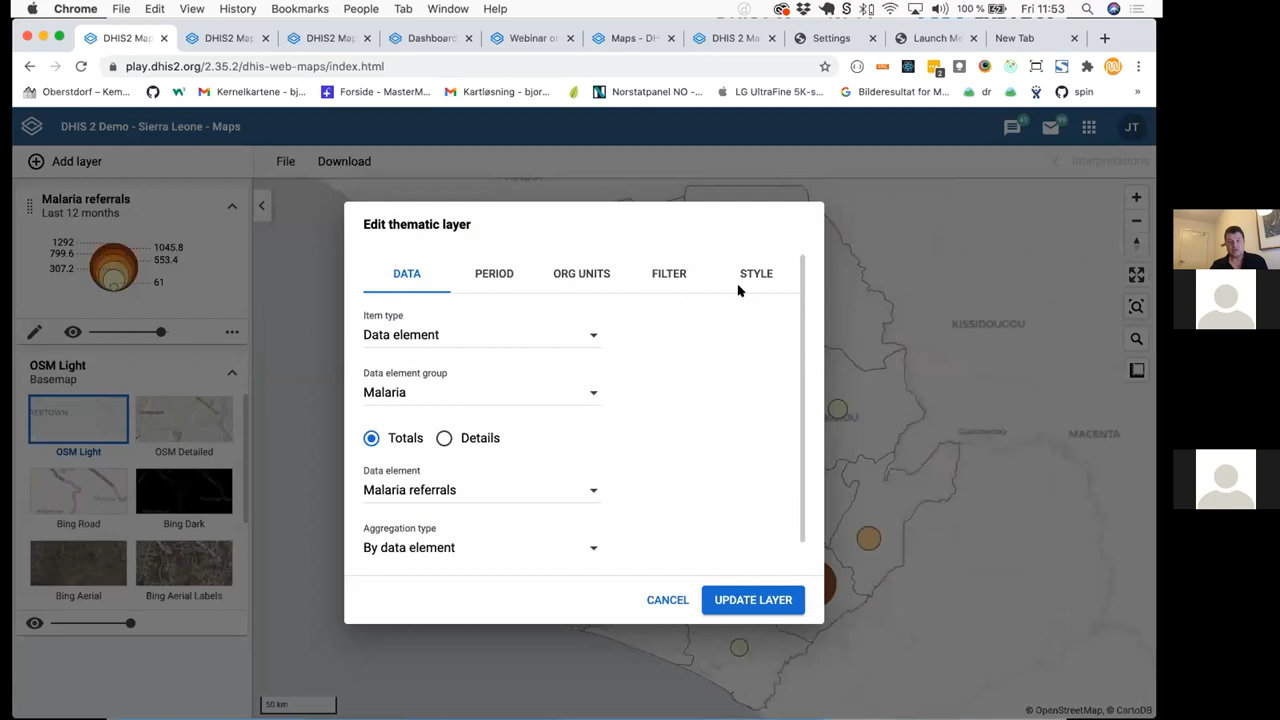 Chrome File Edit View History Bookmarks People Tab Window Help 100 % Fri 11:53
DHIS2 Map DHIS2 Map DHIS2 Map Dashboard Webinar o Maps - DH DHIS 2 Ma Settings Launch Me New Tab
play.dhis2.org/2.35.2/dhis-web-maps/index.html
Oberstdorf – Kem... Kernelkartene - bj... Forside - MasterM... Kartløsning - bjor... Norstatpanel NO -... LG UltraFine 5K-s... Bilderesultat for M... dr spin »
DHIS 2 Demo - Sierra Leone - Maps 41 JT
Add layer File Download Interpretations
Malaria referrals
Last 12 months
1292
799.6
307.2
1045.8
553.4
61
OSM Light
Basemap
OSM Light OSM Detailed
Bing Road Bing Dark
Bing Aerial Bing Aerial Labels
Edit thematic layer
DATA PERIOD ORG UNITS FILTER STYLE
Item type
Data element
Data element group
Malaria
Totals Details
Data element
Malaria referrals
Aggregation type
By data element
CANCEL UPDATE LAYER
KISSIDOUGOU
MACENTA
50 km
© OpenStreetMap, © CartoDB